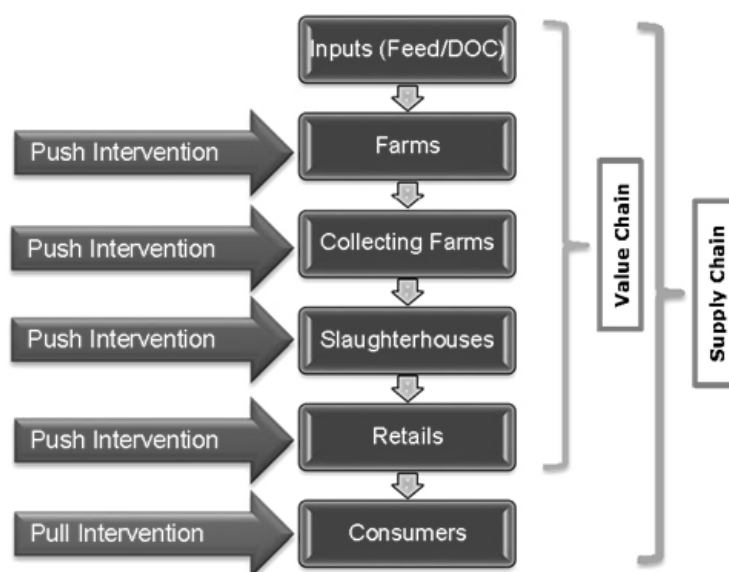 Inputs (Feed/DOC)
Push Intervention
Farms
Push Intervention
Collecting Farms
Push Intervention
Slaughterhouses
Push Intervention
Retails
Pull Intervention
Consumers
Value Chain
Supply Chain